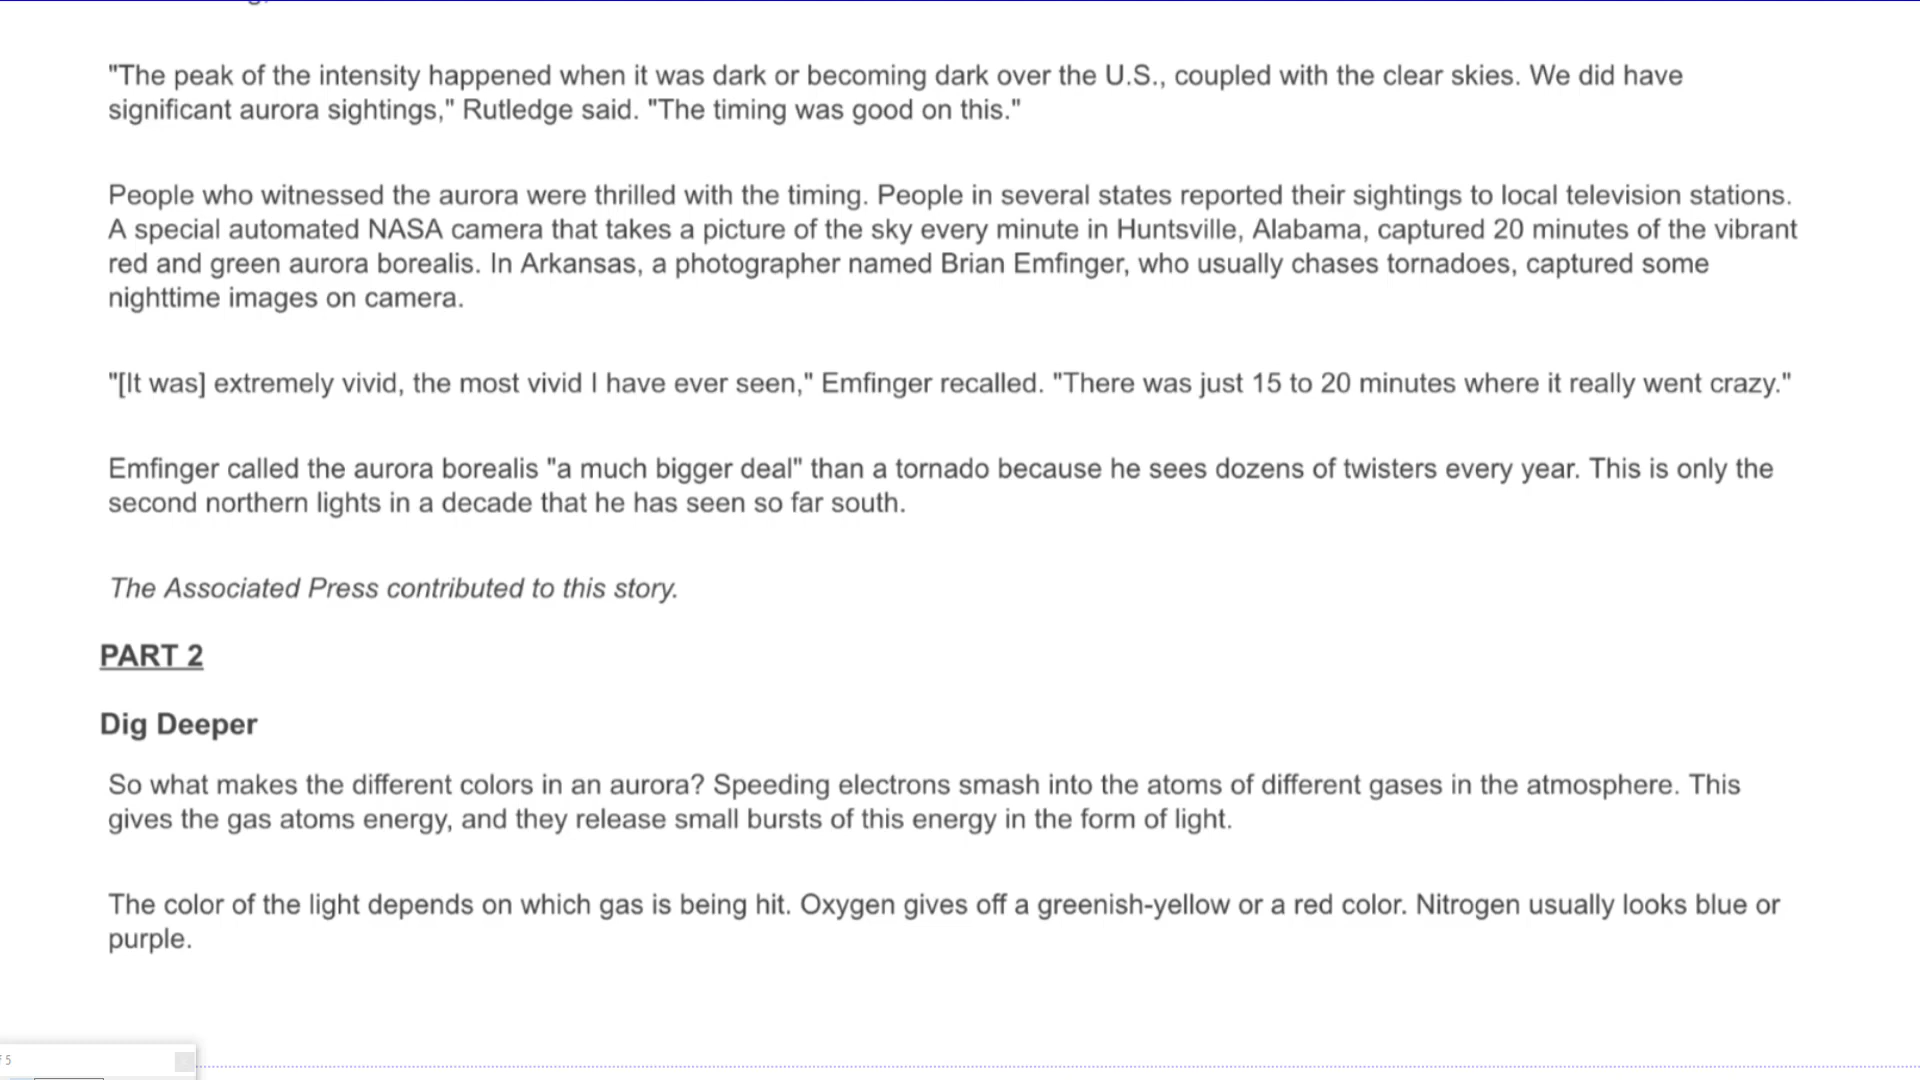 "The peak of the intensity happened when it was dark or becoming dark over the U.S., coupled with the clear skies. We did have
significant aurora sightings," Rutledge said. "The timing was good on this."
People who witnessed the aurora were thrilled with the timing. People in several states reported their sightings to local television stations.
A special automated NASA camera that takes a picture of the sky every minute in Huntsville, Alabama, captured 20 minutes of the vibrant
red and green aurora borealis. In Arkansas, a photographer named Brian Emfinger, who usually chases tornadoes, captured some
nighttime images on camera.
"[It was] extremely vivid, the most vivid I have ever seen," Emfinger recalled. "There was just 15 to 20 minutes where it really went crazy."
Emfinger called the aurora borealis "a much bigger deal" than a tornado because he sees dozens of twisters every year. This is only the
second northern lights in a decade that he has seen so far south.
The Associated Press contributed to this story.
PART 2
Dig Deeper
So what makes the different colors in an aurora? Speeding electrons smash into the atoms of different gases in the atmosphere. This
gives the gas atoms energy, and they release small bursts of this energy in the form of light.
The color of the light depends on which gas is being hit. Oxygen gives off a greenish-yellow or a red color. Nitrogen usually looks blue or
purple.
5